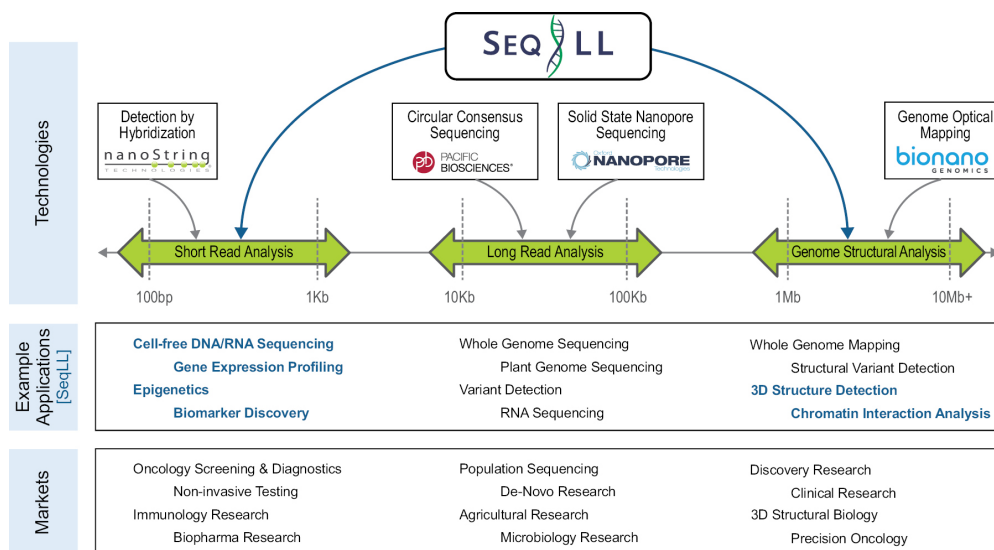 SEQ LL
Technologies
Detection by
Hybridization
nanoString
TECHNOLOGIES
Circular Consensus
Sequencing
PACIFIC
BIOSCIENCES®
Solid State Nanopore
Sequencing
Oxford
NANOPORE
Technologies
Genome Optical
Mapping
bionano
GENOMICS
Short Read Analysis
Long Read Analysis
Genome Structural Analysis
100bp
1Kb
10Kb
100Kb
1Mb
10Mb+
Example
Applications
[SeqLL]
Cell-free DNA/RNA Sequencing
Gene Expression Profiling
Epigenetics
Biomarker Discovery
Whole Genome Sequencing
Plant Genome Sequencing
Variant Detection
RNA Sequencing
Whole Genome Mapping
Structural Variant Detection
3D Structure Detection
Chromatin Interaction Analysis
Markets
Oncology Screening & Diagnostics
Non-invasive Testing
Immunology Research
Biopharma Research
Population Sequencing
De-Novo Research
Agricultural Research
Microbiology Research
Discovery Research
Clinical Research
3D Structural Biology
Precision Oncology